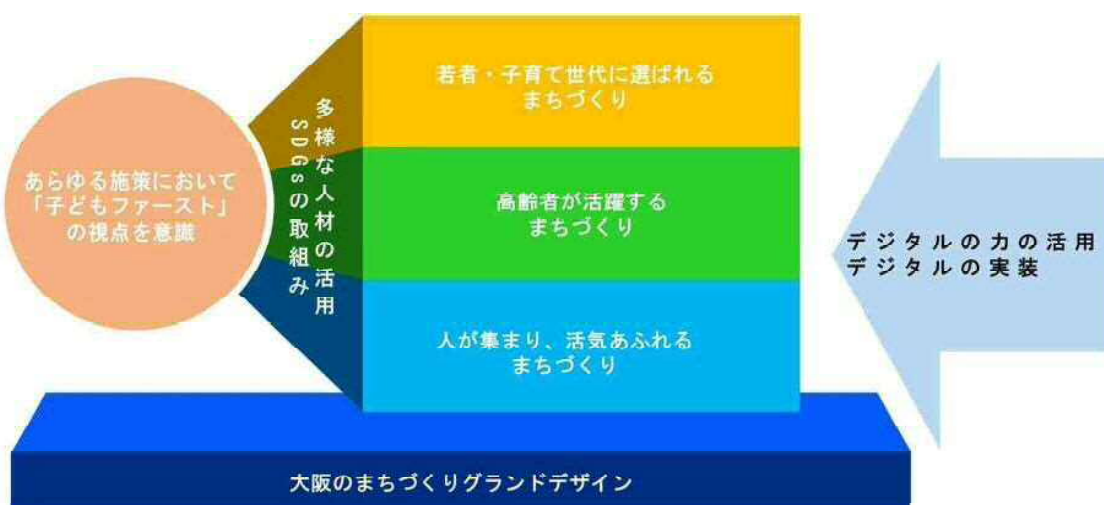 あらゆる施策において
「子どもファースト」
の視点を意識
多様な人材の活用
SDGsの取組み
若者・子育て世代に選ばれる
まちづくり
高齢者が活躍する
まちづくり
人が集まり、活気あふれる
まちづくり
デジタルの力の活用
デジタルの実装
大阪のまちづくりグランドデザイン